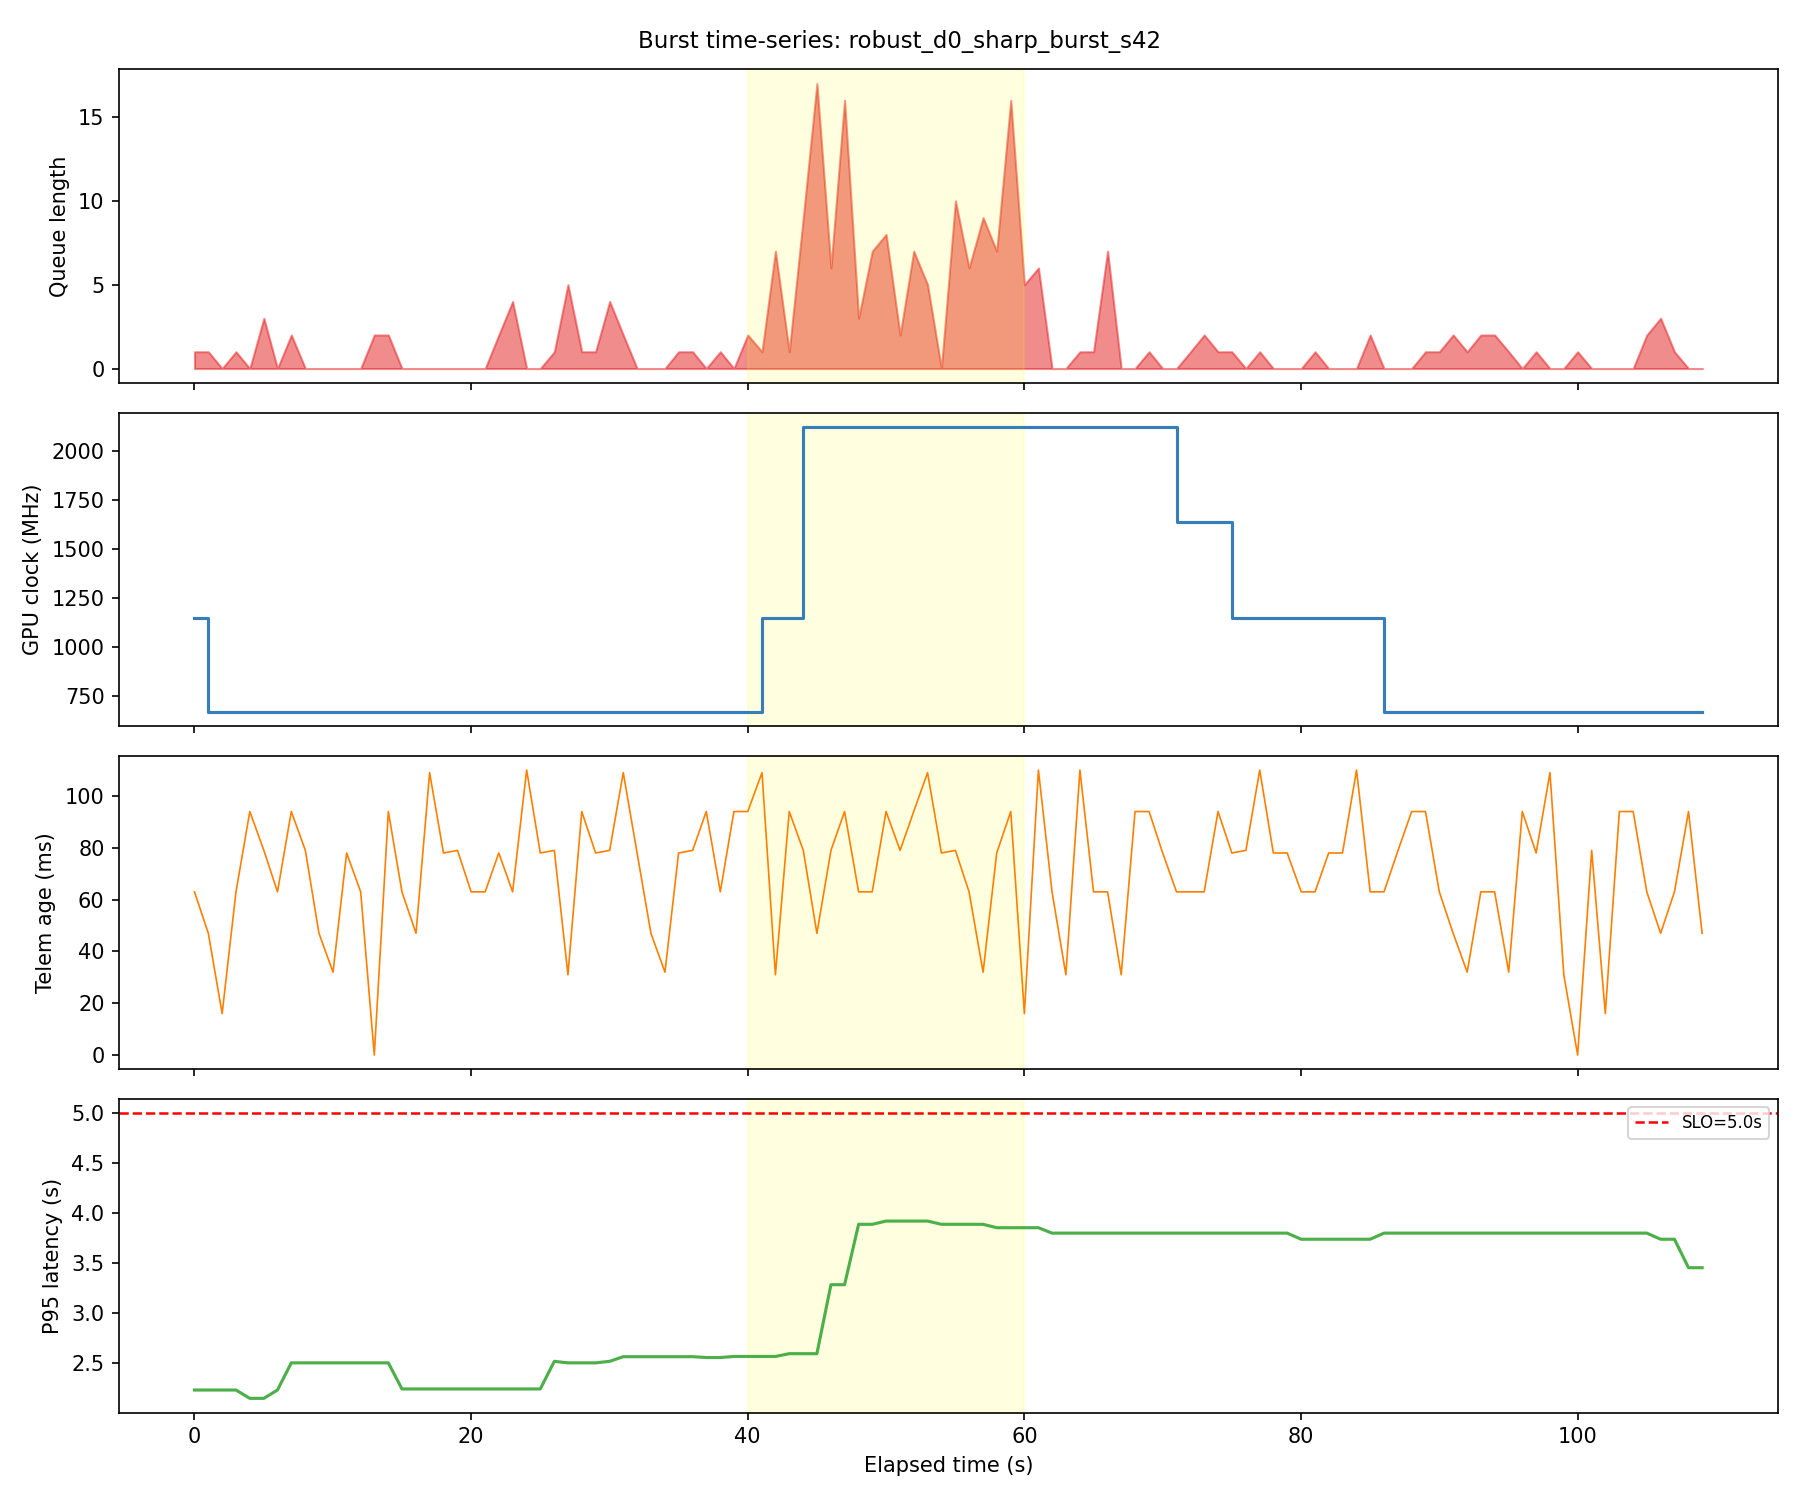 Burst time-series: robust_d0_sharp_burst_s42
15
10
5
0
Queue length
2000
1750
1500
1250
1000
750
GPU clock (MHz)
100
80
60
40
20
0
Telem age (ms)
5.0
4.5
4.0
3.5
3.0
2.5
P95 latency (s)
SLO=5.0s
0 20 40 60 80 100
Elapsed time (s)